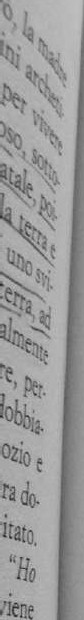 o, la madre
ini archeti-
per vivere
oso, sotto-
atale, poi-
la terra e
uno svi-
terra, ad
almente
re, per-
dobbia-
ozio e
ra do-
itato.
"Ho
viene